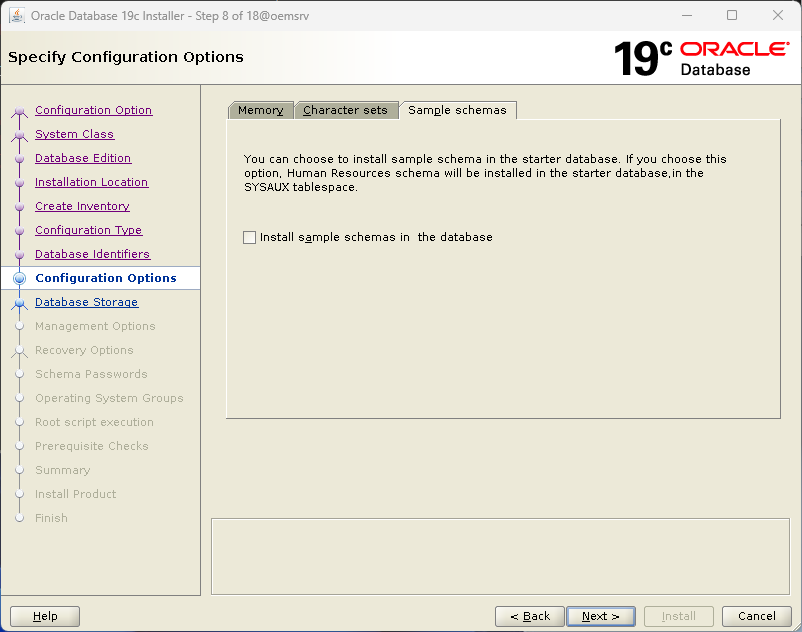 Oracle Database 19c Installer - Step 8 of 18@oemsrv
Specify Configuration Options
19c ORACLE
Database
Configuration Option
System Class
Database Edition
Installation Location
Create Inventory
Configuration Type
Database Identifiers
Configuration Options
Database Storage
Management Options
Recovery Options
Schema Passwords
Operating System Groups
Root script execution
Prerequisite Checks
Summary
Install Product
Finish
Memory Character sets Sample schemas
You can choose to install sample schema in the starter database. If you choose this
option, Human Resources schema will be installed in the starter database,in the
SYSAUX tablespace.
Install sample schemas in  the database
Help < Back Next > Install Cancel